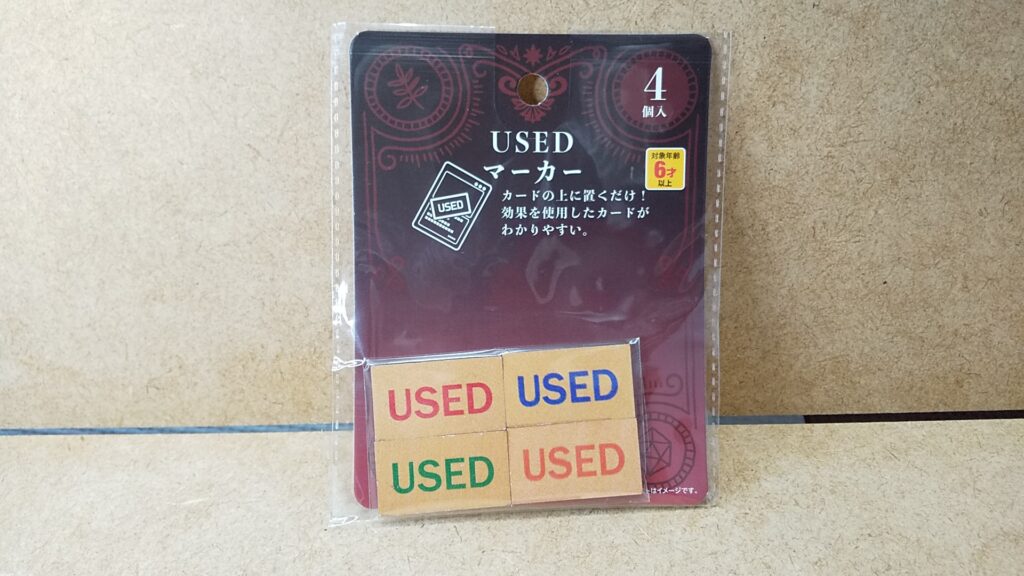 4
個入
USED
マーカー
対象年齢
6才
以上
USED
カードの上に置くだけ!
効果を使用したカードが
わかりやすい。
USED
USED
USED
USED
はイメージです。